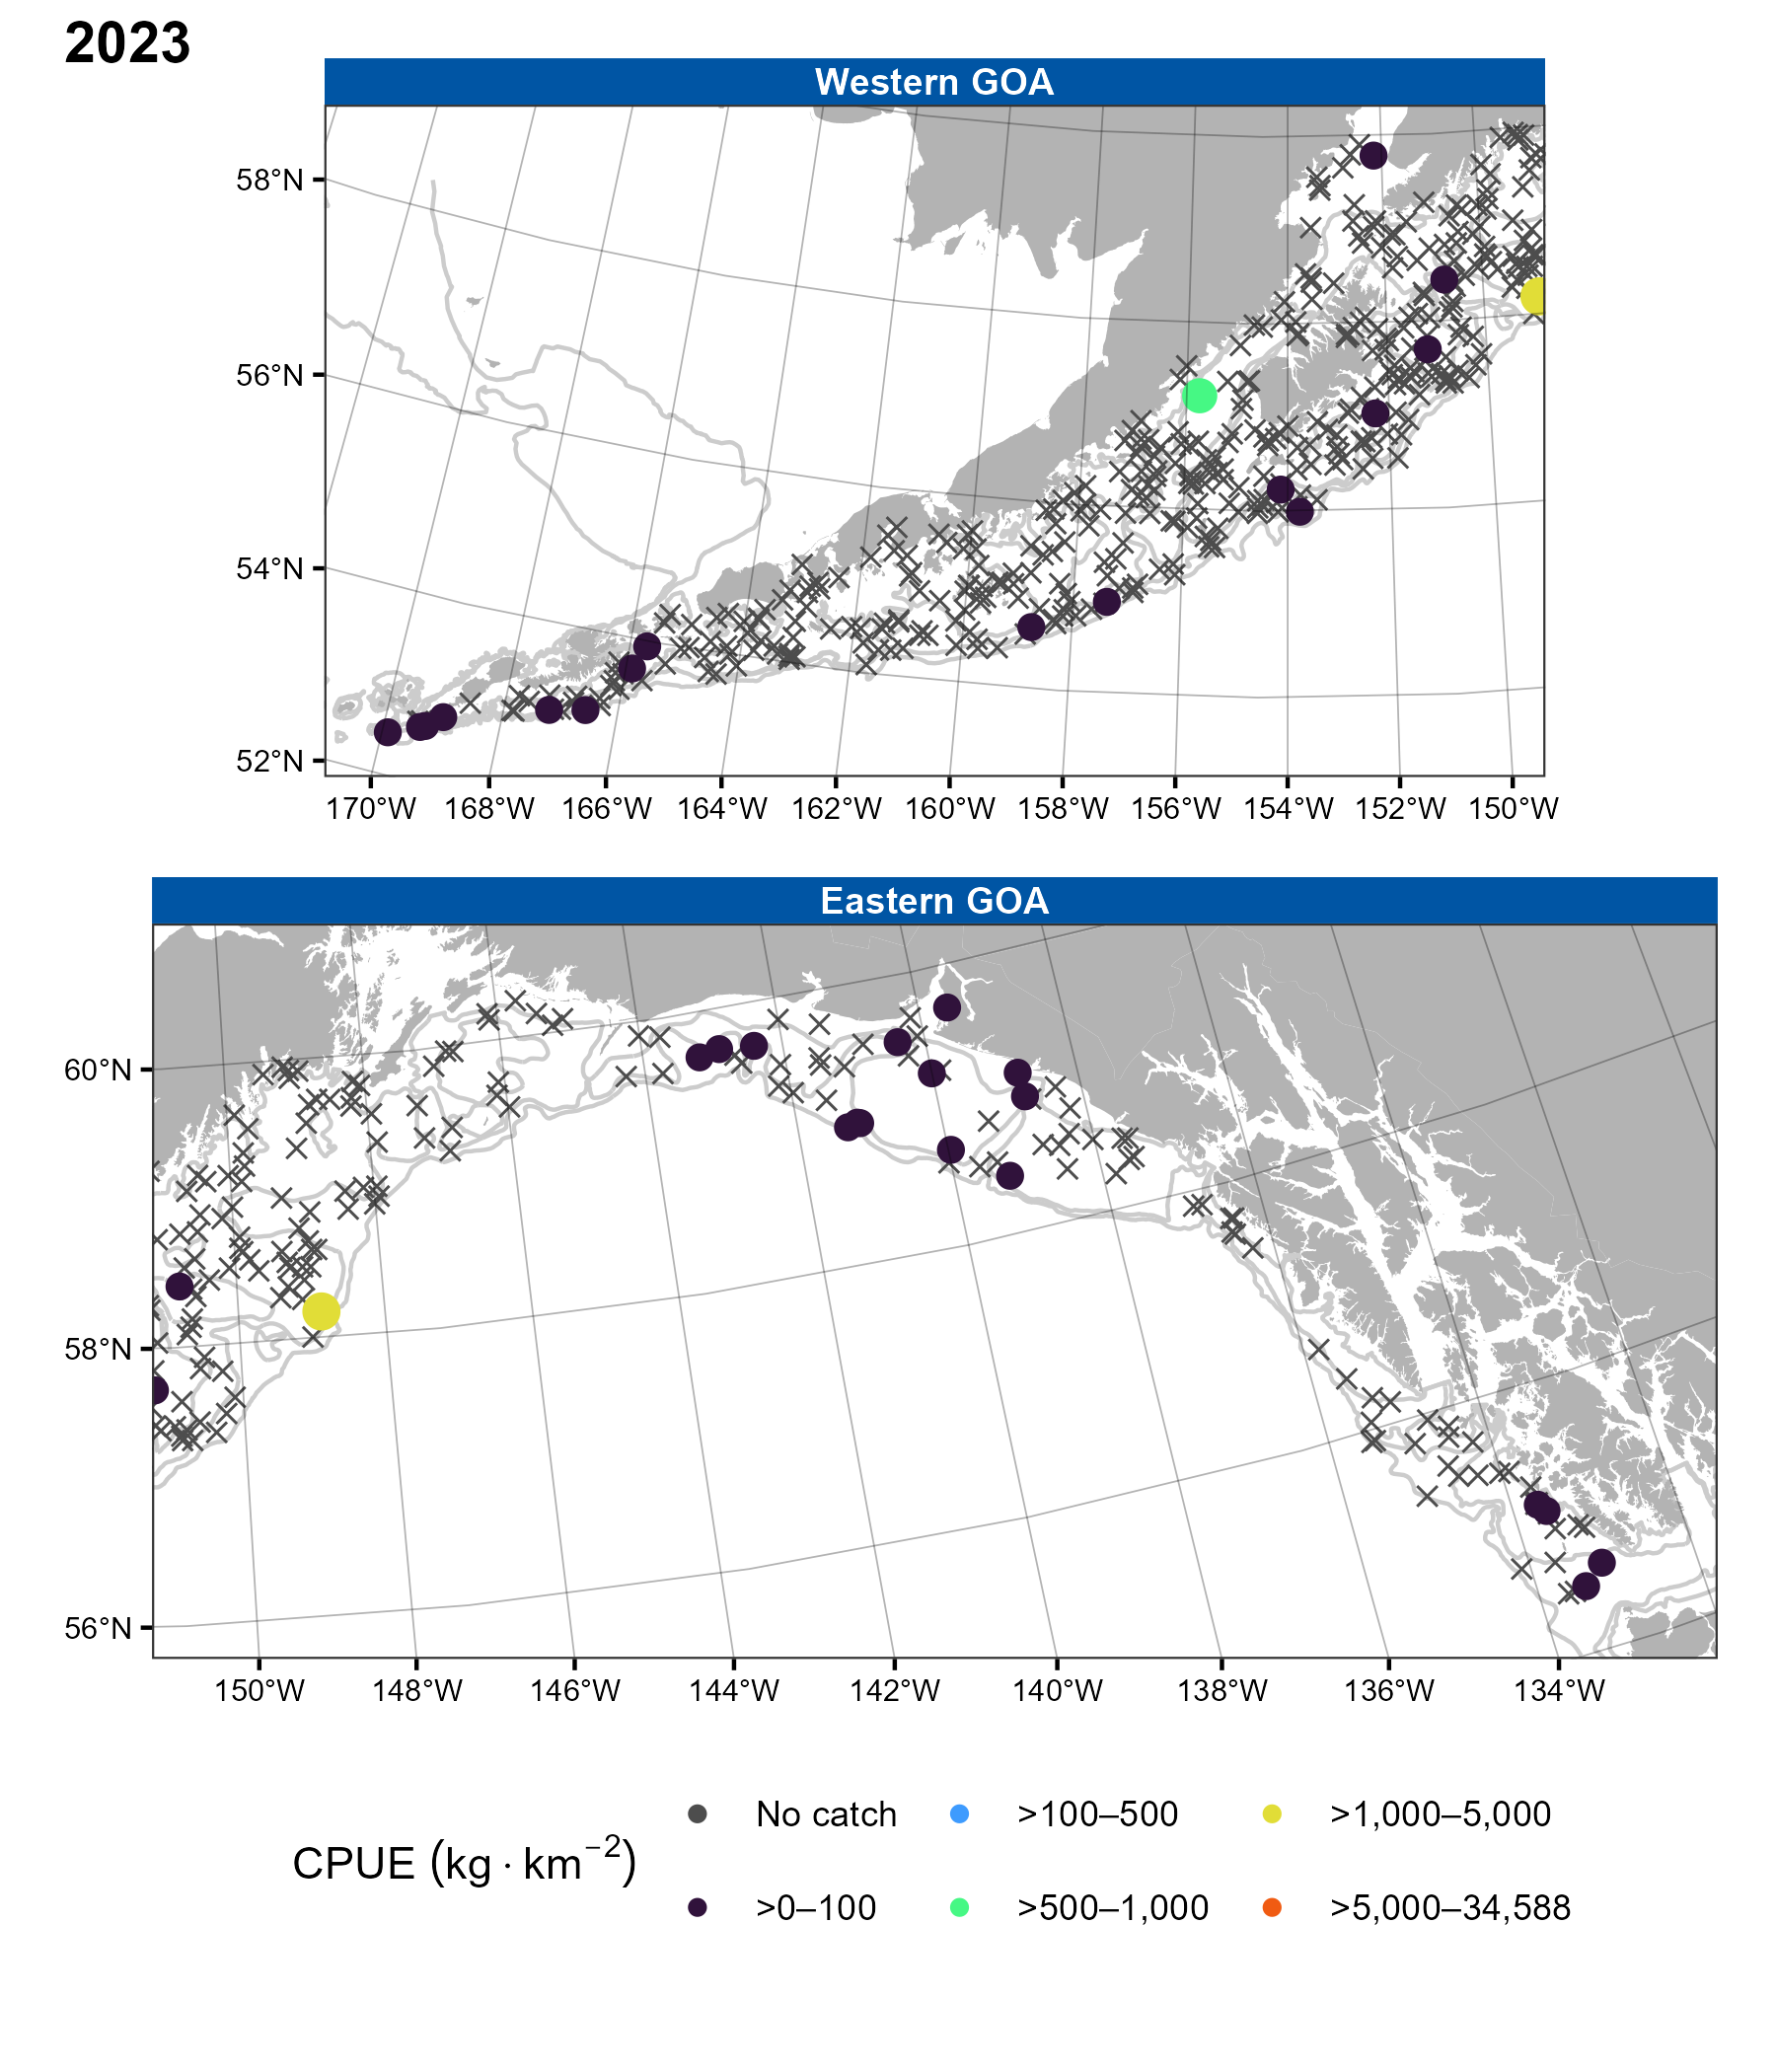 2023
Western GOA
58°N
56°N
54°N
52°N
170°W 168°W 166°W 164°W 162°W 160°W 158°W 156°W 154°W 152°W 150°W
Eastern GOA
60°N
58°N
56°N
150°W 148°W 146°W 144°W 142°W 140°W 138°W 136°W 134°W
CPUE (kg · km⁻²)
No catch >100–500 >1,000–5,000
>0–100 >500–1,000 >5,000–34,588